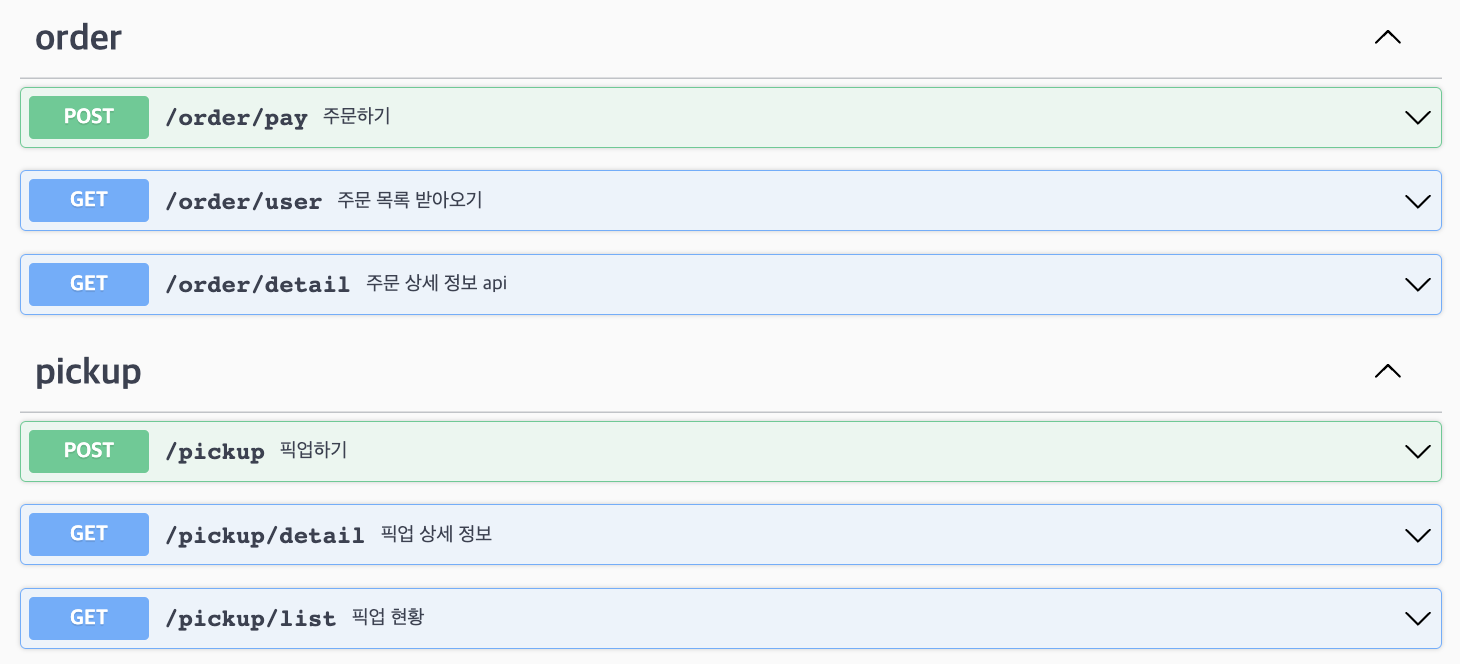 order
POST /order/pay 주문하기
GET /order/user 주문 목록 받아오기
GET /order/detail 주문 상세 정보 api
pickup
POST /pickup 픽업하기
GET /pickup/detail 픽업 상세 정보
GET /pickup/list 픽업 현황